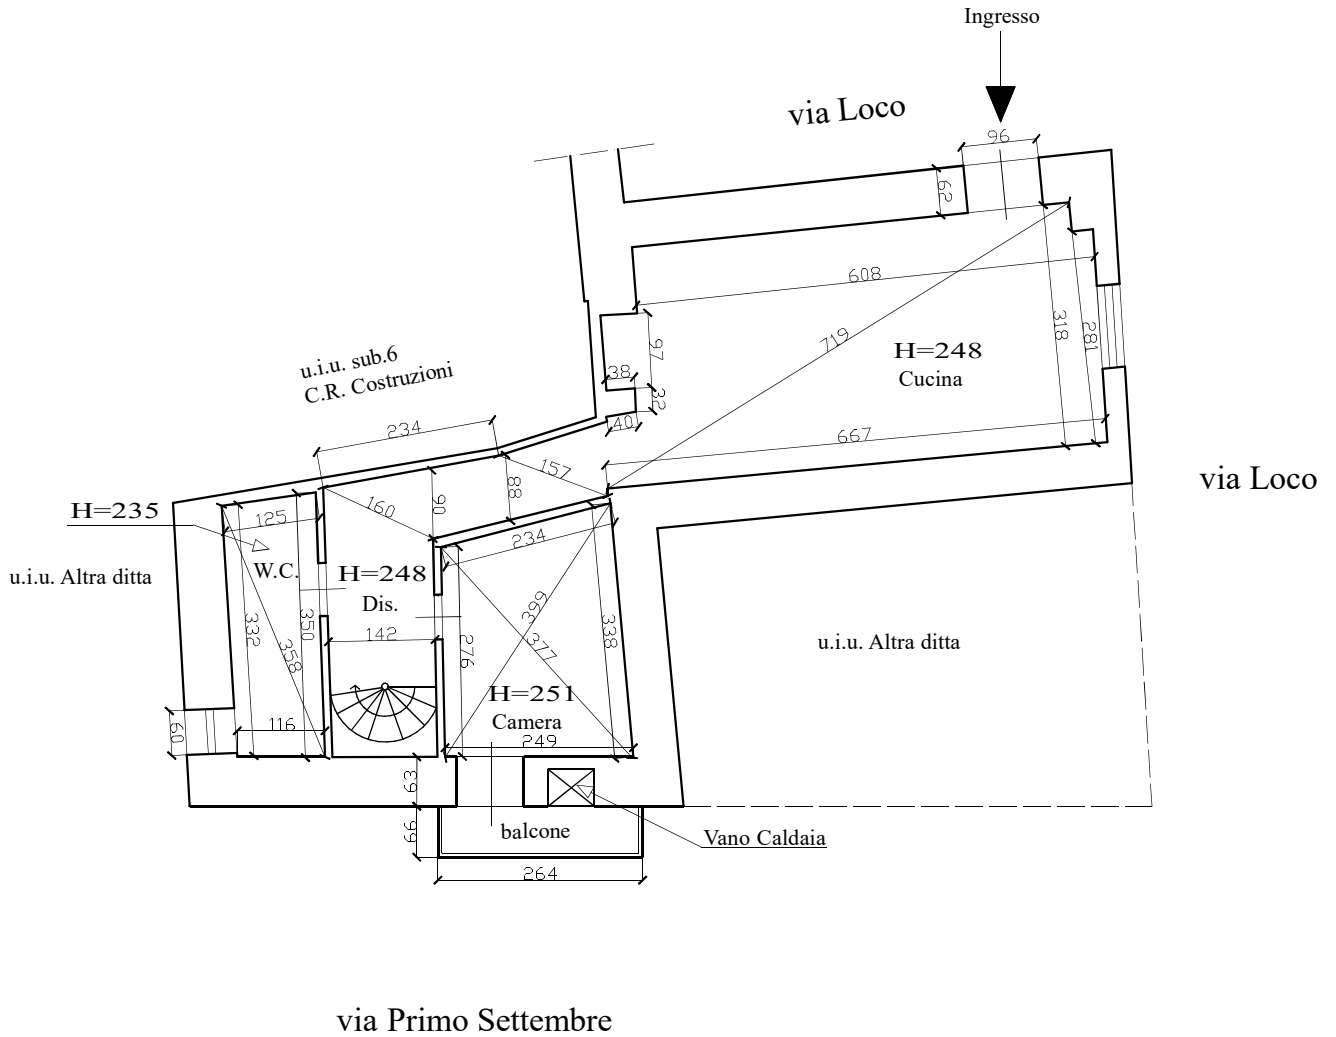 Ingresso
via Loco
96
62
608
719
318
281
H=248
Cucina
97
38
32
40
667
u.i.u. sub.6
C.R. Costruzioni
234
157
88
90
160
via Loco
H=235
125
W.C.
u.i.u. Altra ditta
H=248
Dis.
142
332
350
358
116
60
234
399
377
276
338
H=251
Camera
249
u.i.u. Altra ditta
63
66
balcone
Vano Caldaia
264
via Primo Settembre